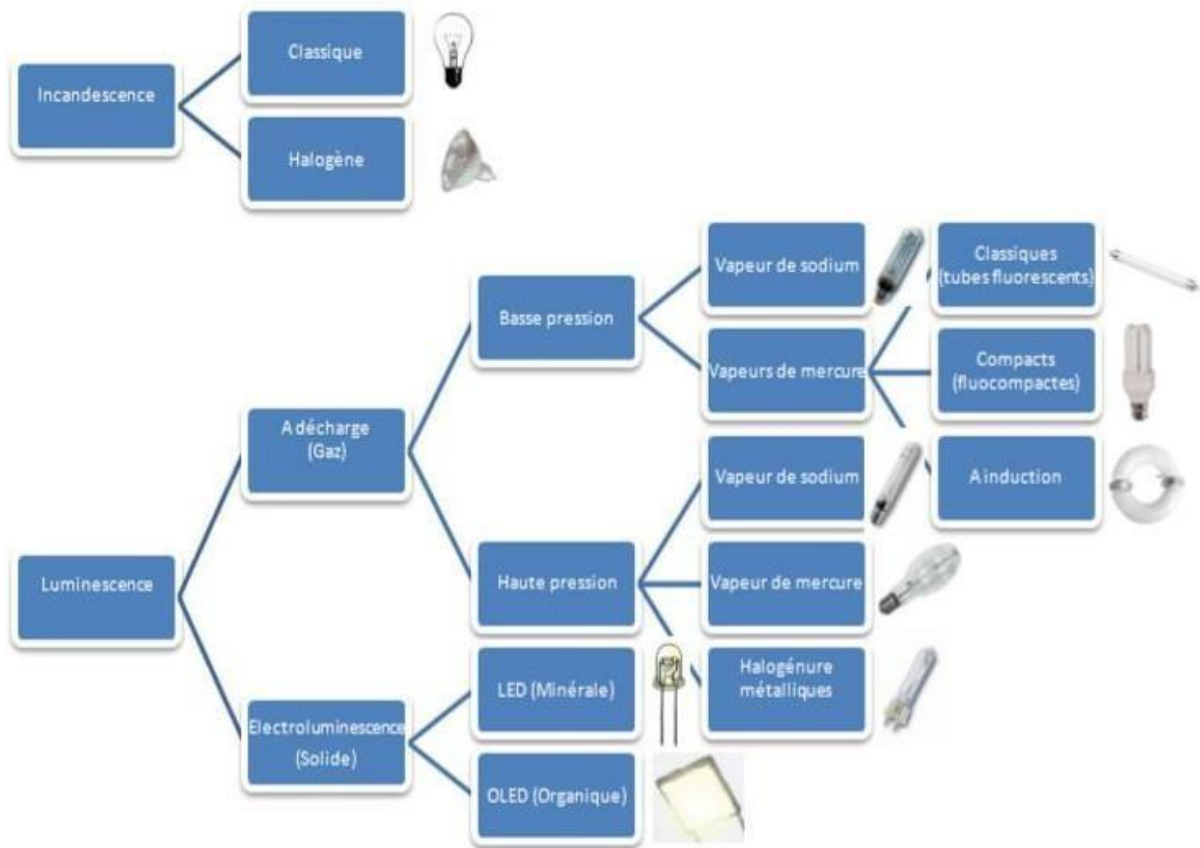 Incandescence
Classique
Halogène
Luminescence
A décharge
(Gaz)
Electroluminescence
(Solide)
Basse pression
Haute pression
LED (Minérale)
OLED (Organique)
Vapeur de sodium
Vapeurs de mercure
Vapeur de sodium
Vapeur de mercure
Halogénure
métalliques
Classiques
(tubes fluorescents)
Compacts
(fluocompactes)
A induction